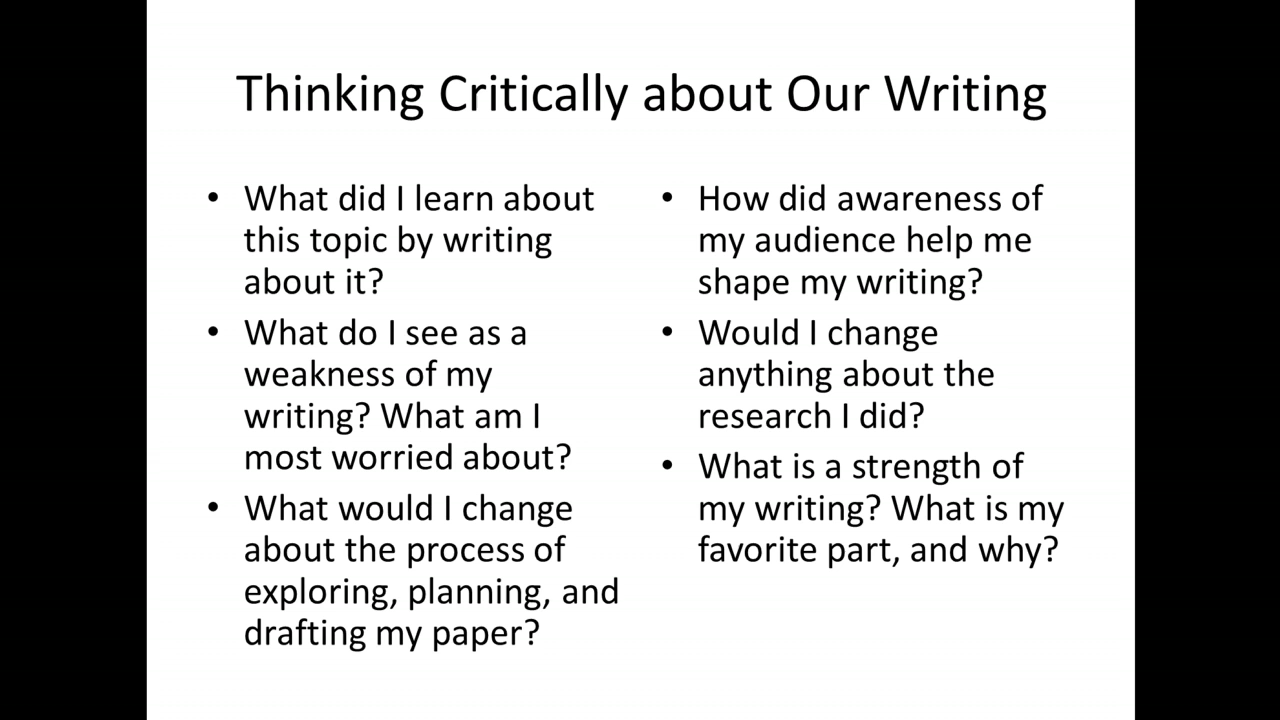 Thinking Critically about Our Writing
• What did I learn about
this topic by writing
about it?
• What do I see as a
weakness of my
writing? What am I
most worried about?
• What would I change
about the process of
exploring, planning, and
drafting my paper?
• How did awareness of
my audience help me
shape my writing?
• Would I change
anything about the
research I did?
• What is a strength of
my writing? What is my
favorite part, and why?